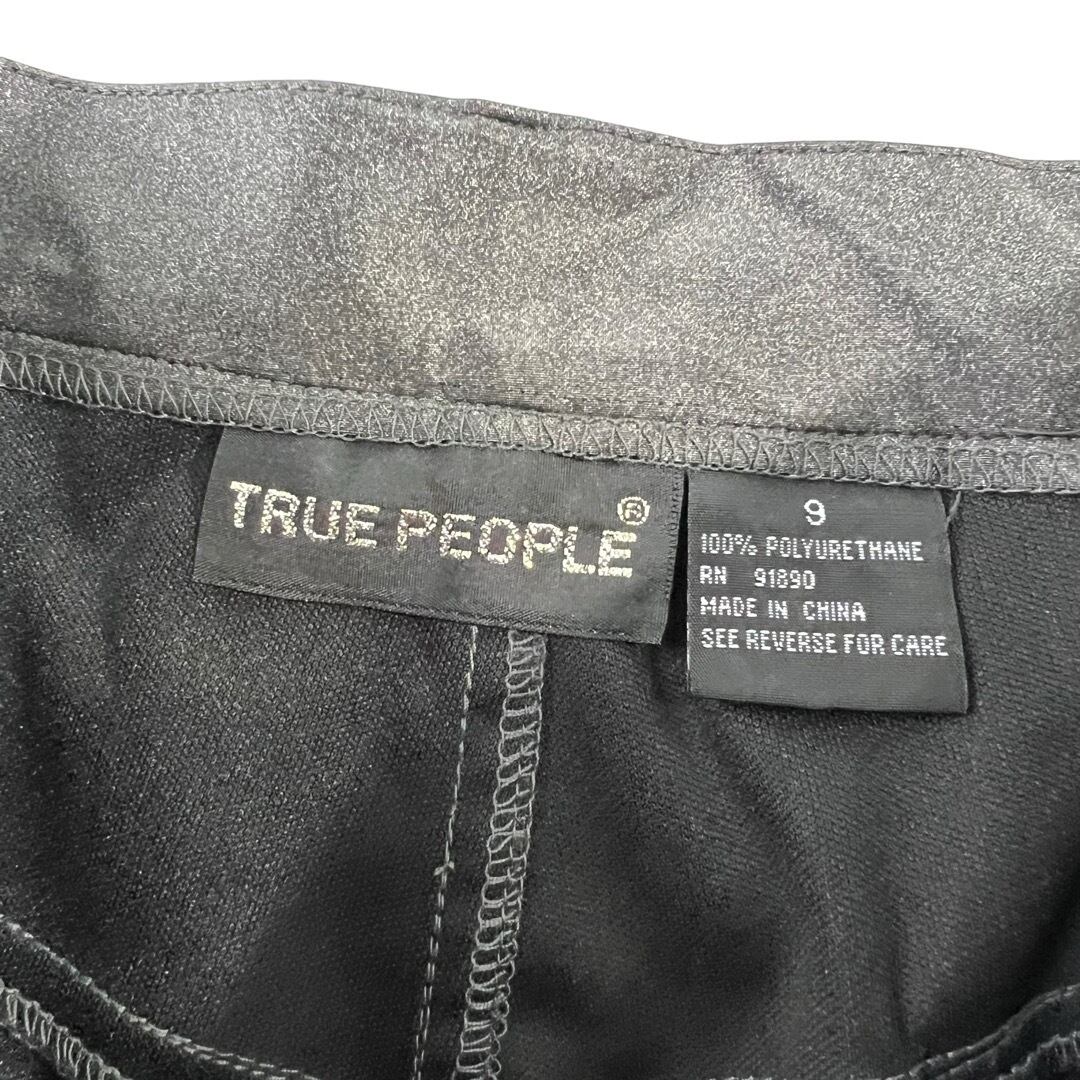 TRUE PEOPLE®
9
100% POLYURETHANE
RN 91890
MADE IN CHINA
SEE REVERSE FOR CARE